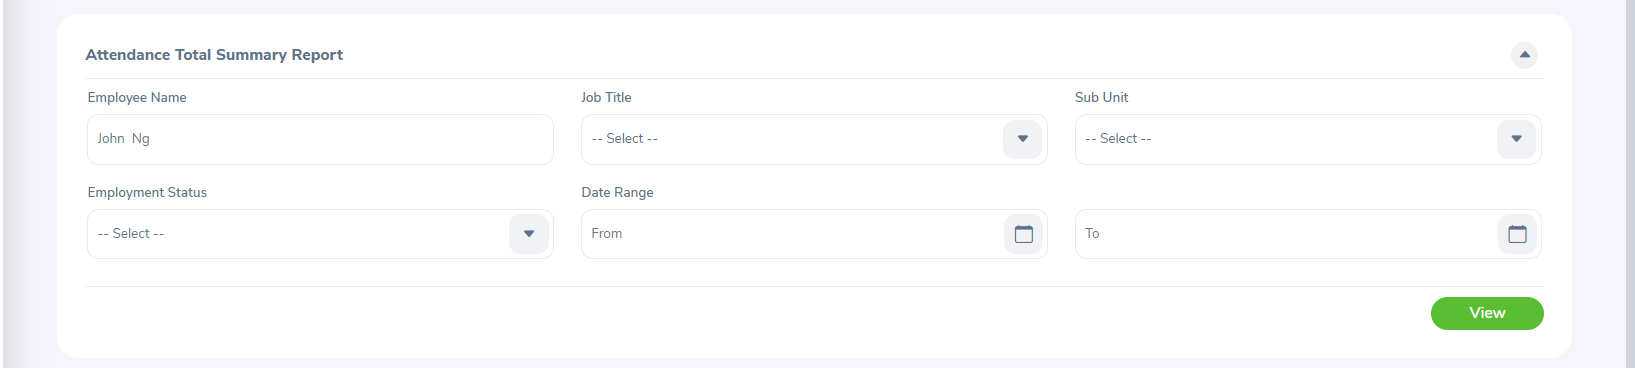 Attendance Total Summary Report
Employee Name
Job Title
Sub Unit
John  Ng
-- Select --
-- Select --
Employment Status
Date Range
-- Select --
From
To
View